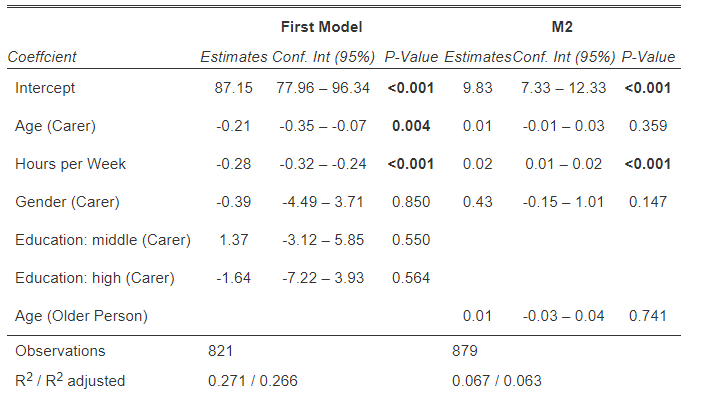 First Model M2
Coeffcient Estimates Conf. Int (95%) P-Value Estimates Conf. Int (95%) P-Value
Intercept 87.15 77.96 – 96.34 <0.001 9.83 7.33 – 12.33 <0.001
Age (Carer) -0.21 -0.35 – -0.07 0.004 0.01 -0.01 – 0.03 0.359
Hours per Week -0.28 -0.32 – -0.24 <0.001 0.02 0.01 – 0.02 <0.001
Gender (Carer) -0.39 -4.49 – 3.71 0.850 0.43 -0.15 – 1.01 0.147
Education: middle (Carer) 1.37 -3.12 – 5.85 0.550
Education: high (Carer) -1.64 -7.22 – 3.93 0.564
Age (Older Person) 0.01 -0.03 – 0.04 0.741
Observations 821 879
R2 / R2 adjusted 0.271 / 0.266 0.067 / 0.063